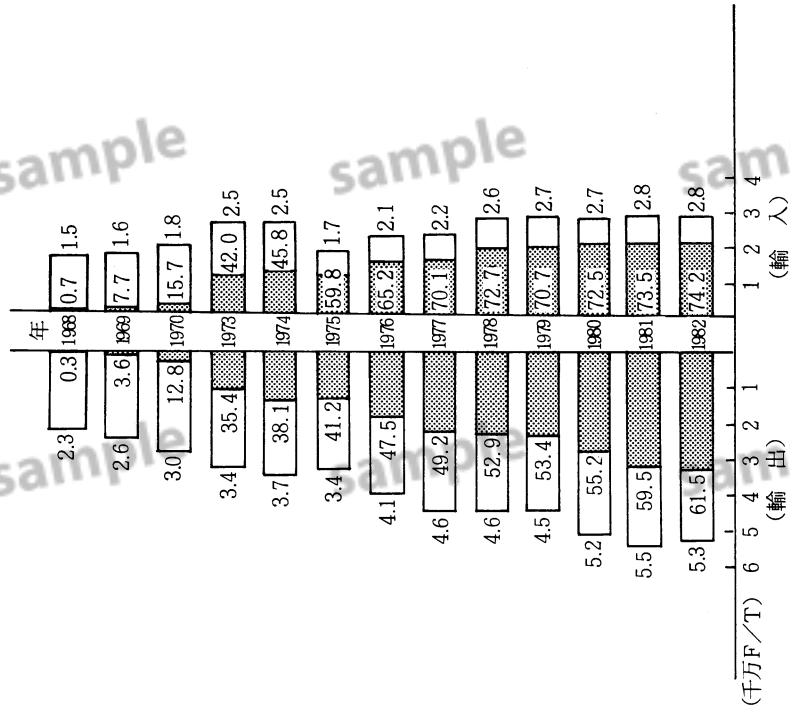 年
1968 1969 1970 1973 1974 1975 1976 1977 1978 1979 1980 1981 1982
1.5 1.6 1.8 2.5 2.5 1.7 2.1 2.2 2.6 2.7 2.7 2.8 2.8
0.7 7.7 15.7 42.0 45.8 59.8 65.2 70.1 72.7 70.7 72.5 73.5 74.2
0.3 3.6 12.8 35.4 38.1 41.2 47.5 49.2 52.9 53.4 55.2 59.5 61.5
2.3 2.6 3.0 3.4 3.7 3.4 4.1 4.6 4.6 4.5 5.2 5.5 5.3
4 3 2 1
(輸 入)
1 2 3 4 5 6
(輸 出)
(千万F/T)
sample sample sample
sample sample sample